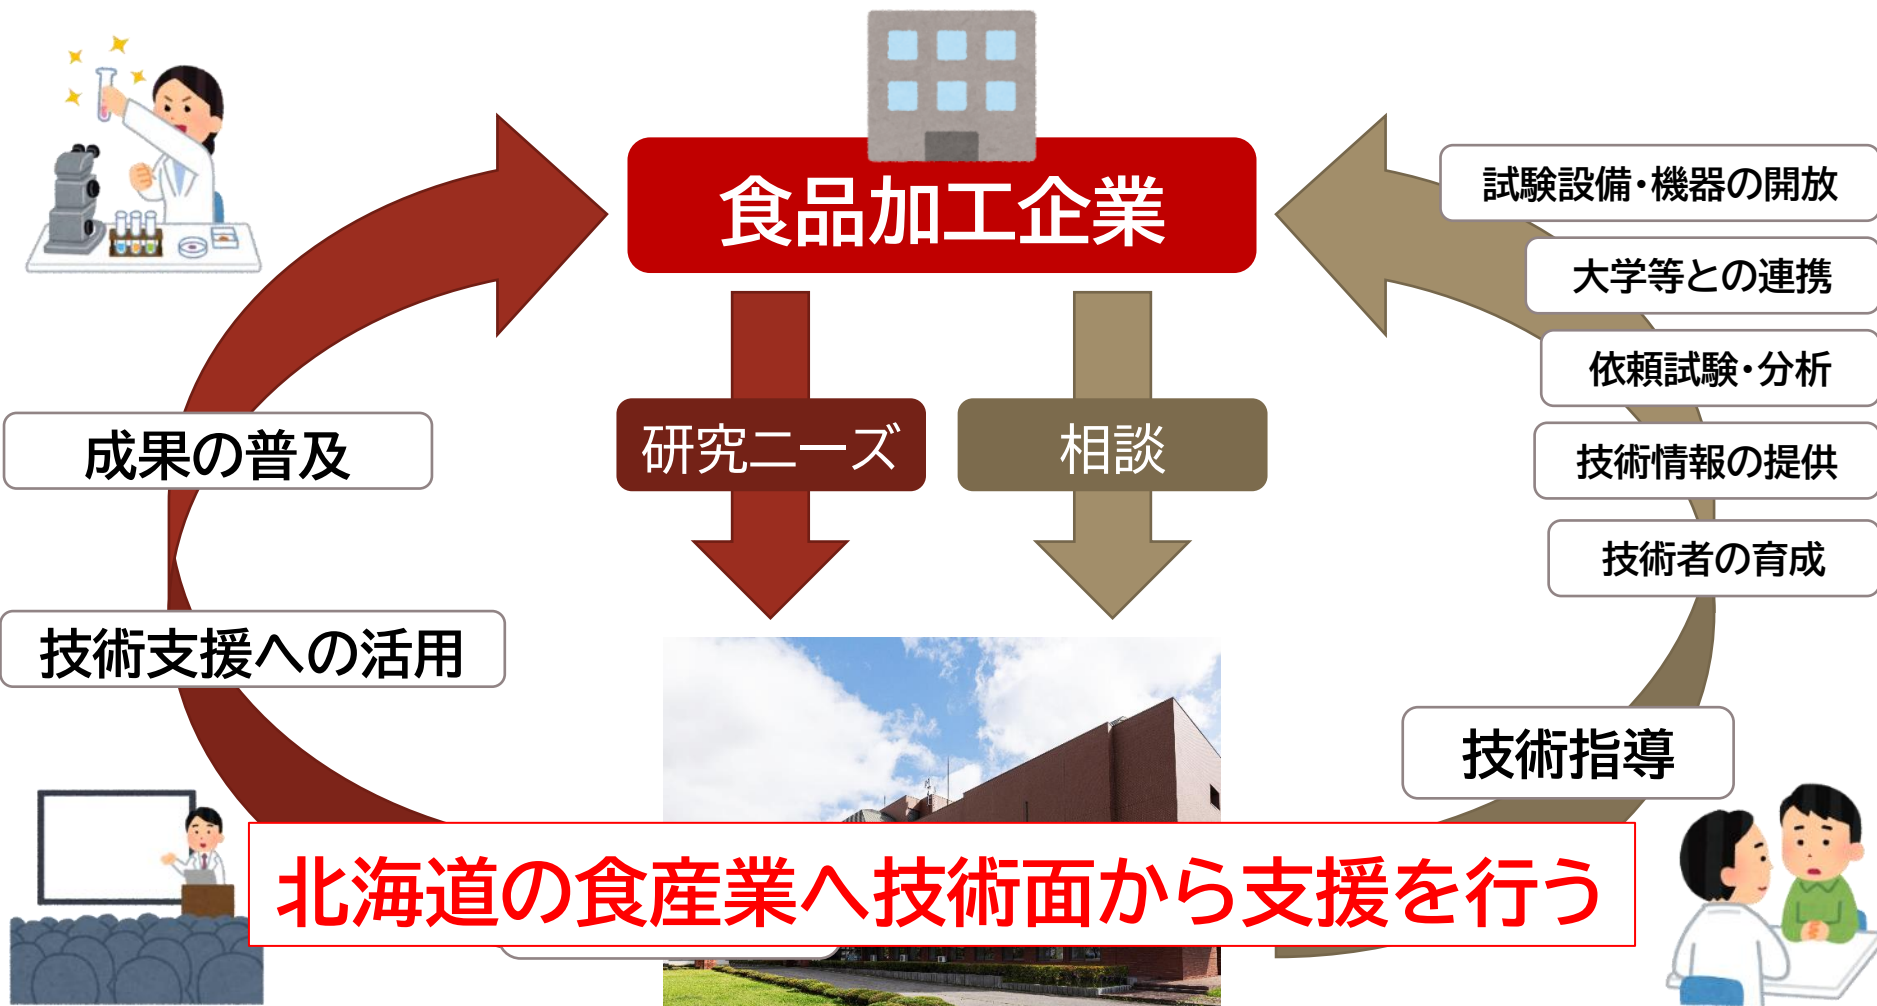 食品加工企業
試験設備・機器の開放
大学等との連携
依頼試験・分析
技術情報の提供
技術者の育成
研究ニーズ
相談
成果の普及
技術支援への活用
技術指導
北海道の食産業へ技術面から支援を行う